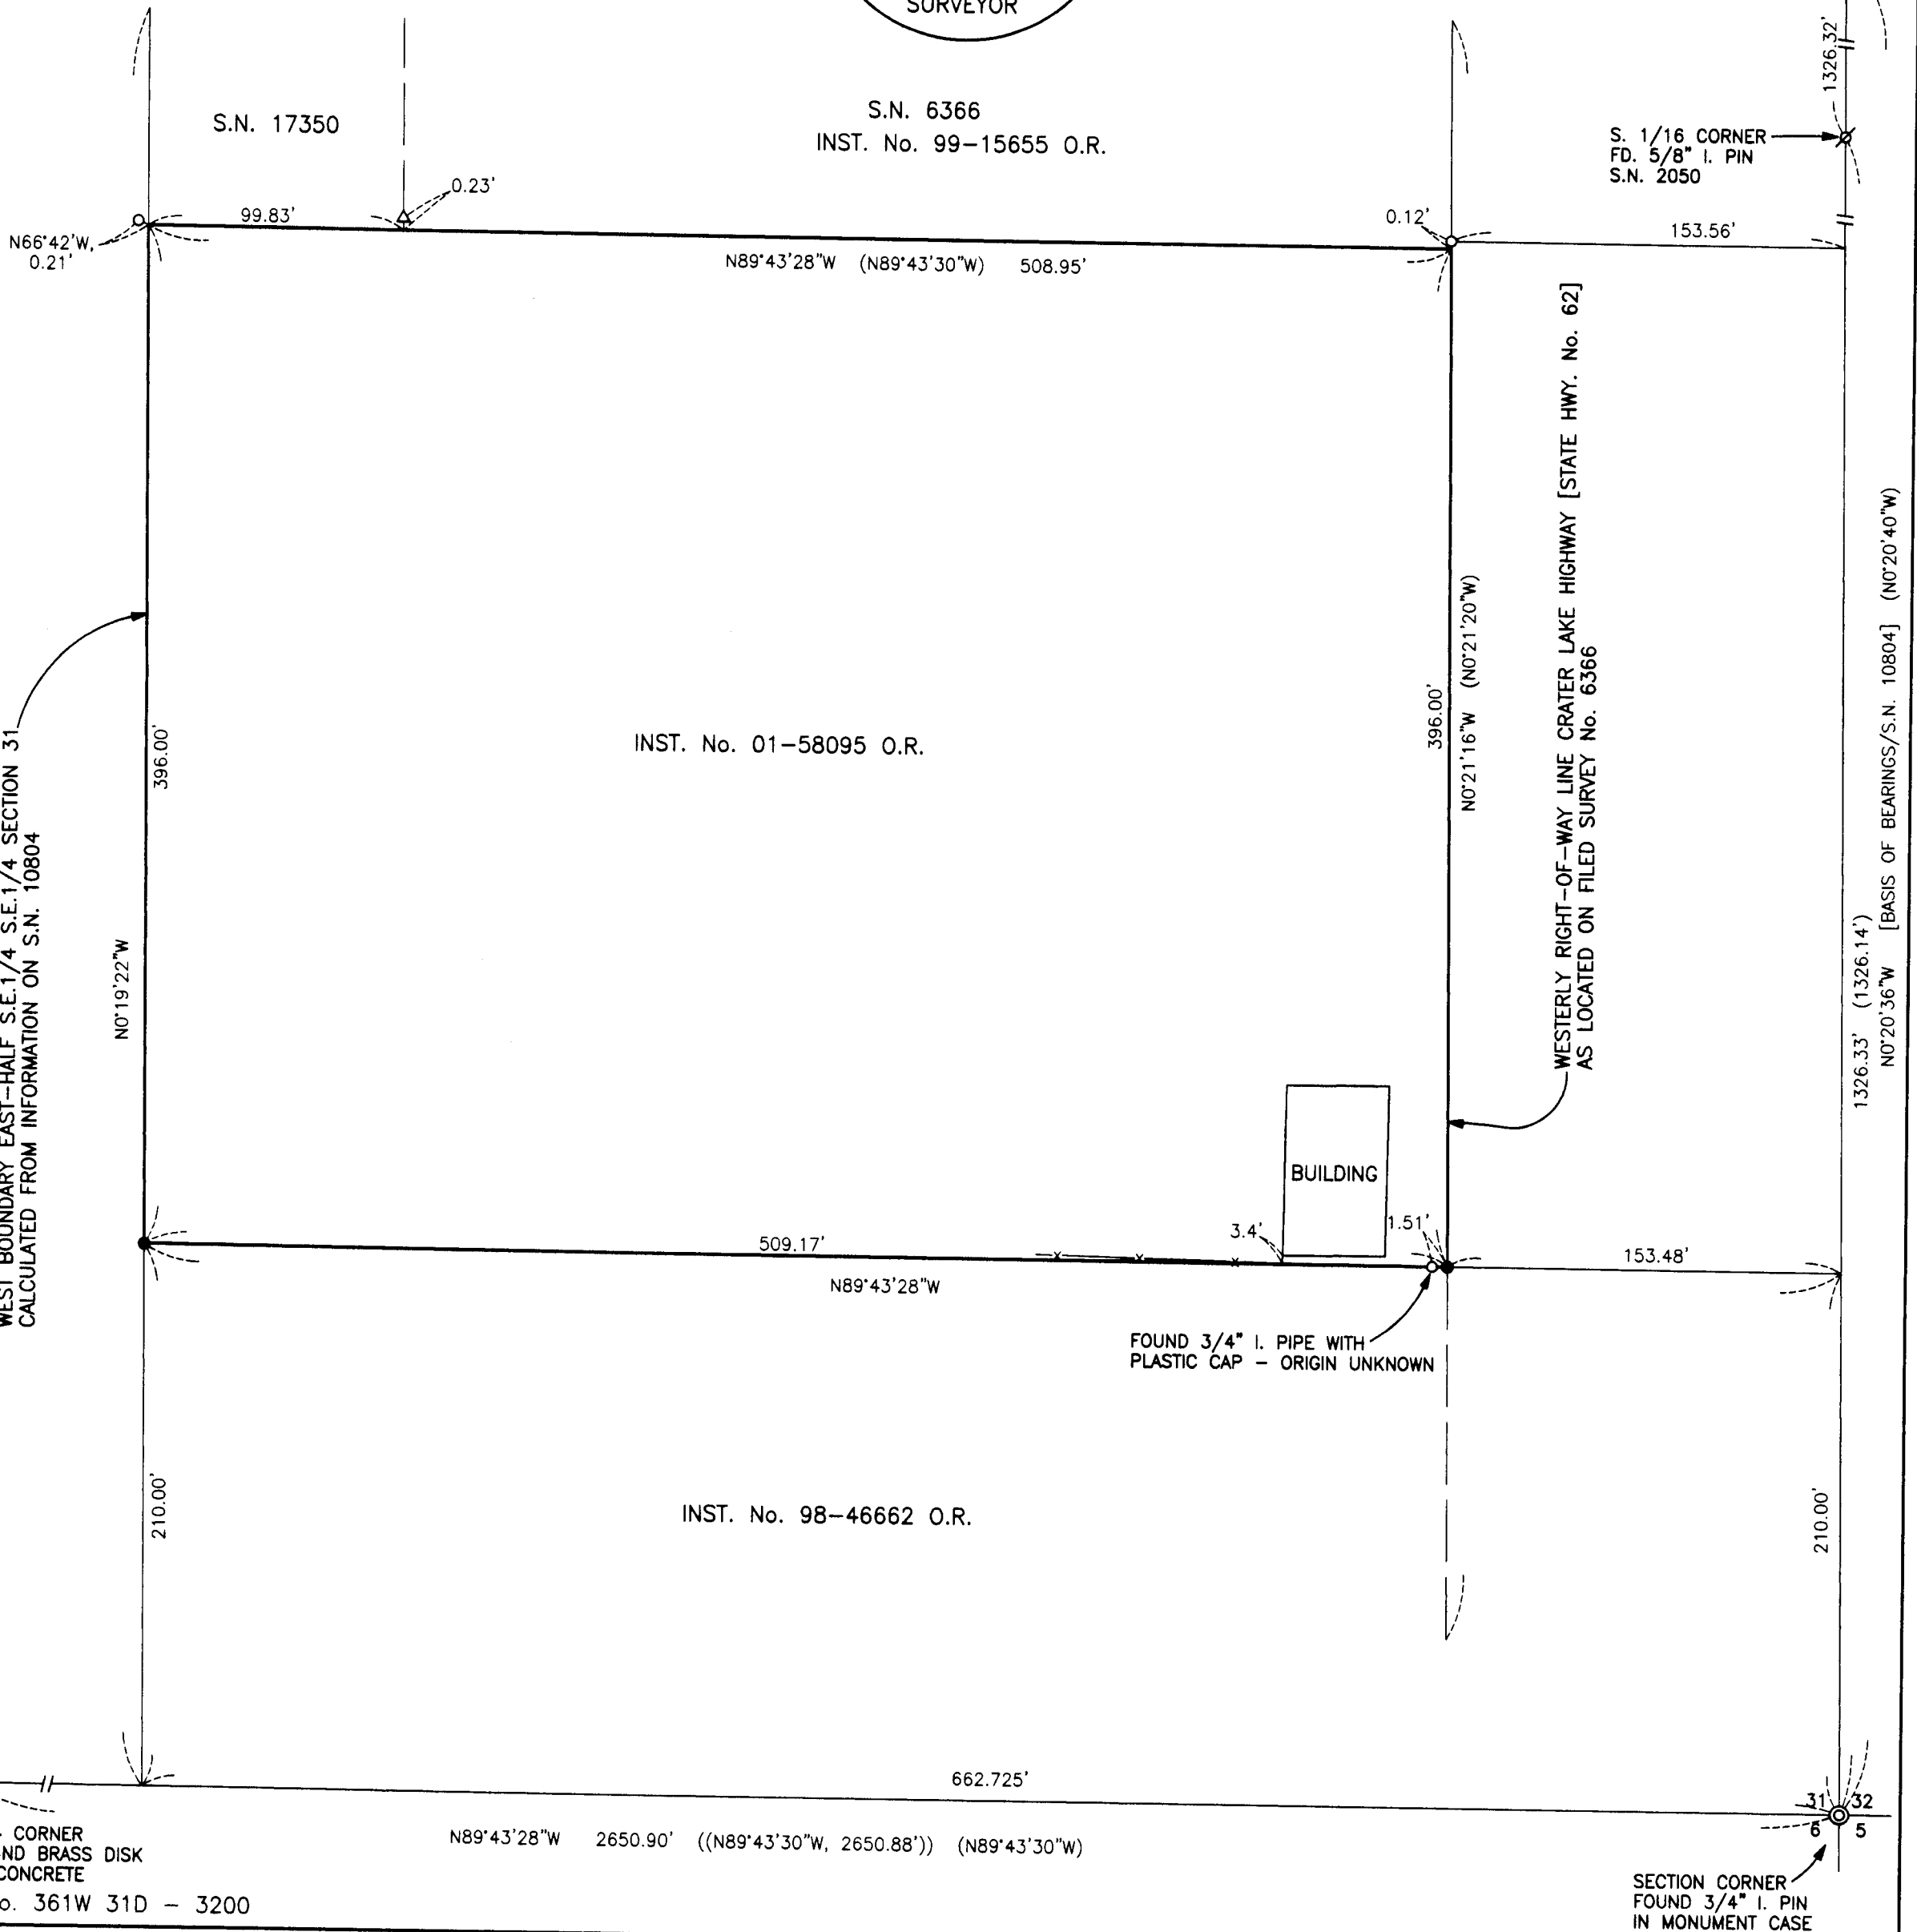 SURVEYOR
1326.32'
S.N. 17350
S.N. 6366
INST. No. 99-15655 O.R.
S. 1/16 CORNER
FD. 5/8" I. PIN
S.N. 2050
0.23'
99.83'
0.12'
153.56'
N66°42'W,
0.21'
N89°43'28"W (N89°43'30"W) 508.95'
WESTERLY RIGHT-OF-WAY LINE CRATER LAKE HIGHWAY [STATE HWY. No. 62]
AS LOCATED ON FILED SURVEY No. 6366
WEST BOUNDARY EAST-HALF S.E.1/4 S.E.1/4 SECTION 31
CALCULATED FROM INFORMATION ON S.N. 10804
396.00'
N0°19'22"W
INST. No. 01-58095 O.R.
396.00'
N0°21'16"W (N0°21'20"W)
1326.33' (1326.14')
N0°20'36"W [BASIS OF BEARINGS/S.N. 10804] (N0°20'40"W)
BUILDING
3.4'
1.51'
509.17'
153.48'
N89°43'28"W
FOUND 3/4" I. PIPE WITH
PLASTIC CAP - ORIGIN UNKNOWN
210.00'
INST. No. 98-46662 O.R.
210.00'
662.725'
31 32
6 5
N89°43'28"W 2650.90' ((N89°43'30"W, 2650.88')) (N89°43'30"W)
CORNER
ND BRASS DISK
CONCRETE
o. 361W 31D - 3200
SECTION CORNER
FOUND 3/4" I. PIN
IN MONUMENT CASE